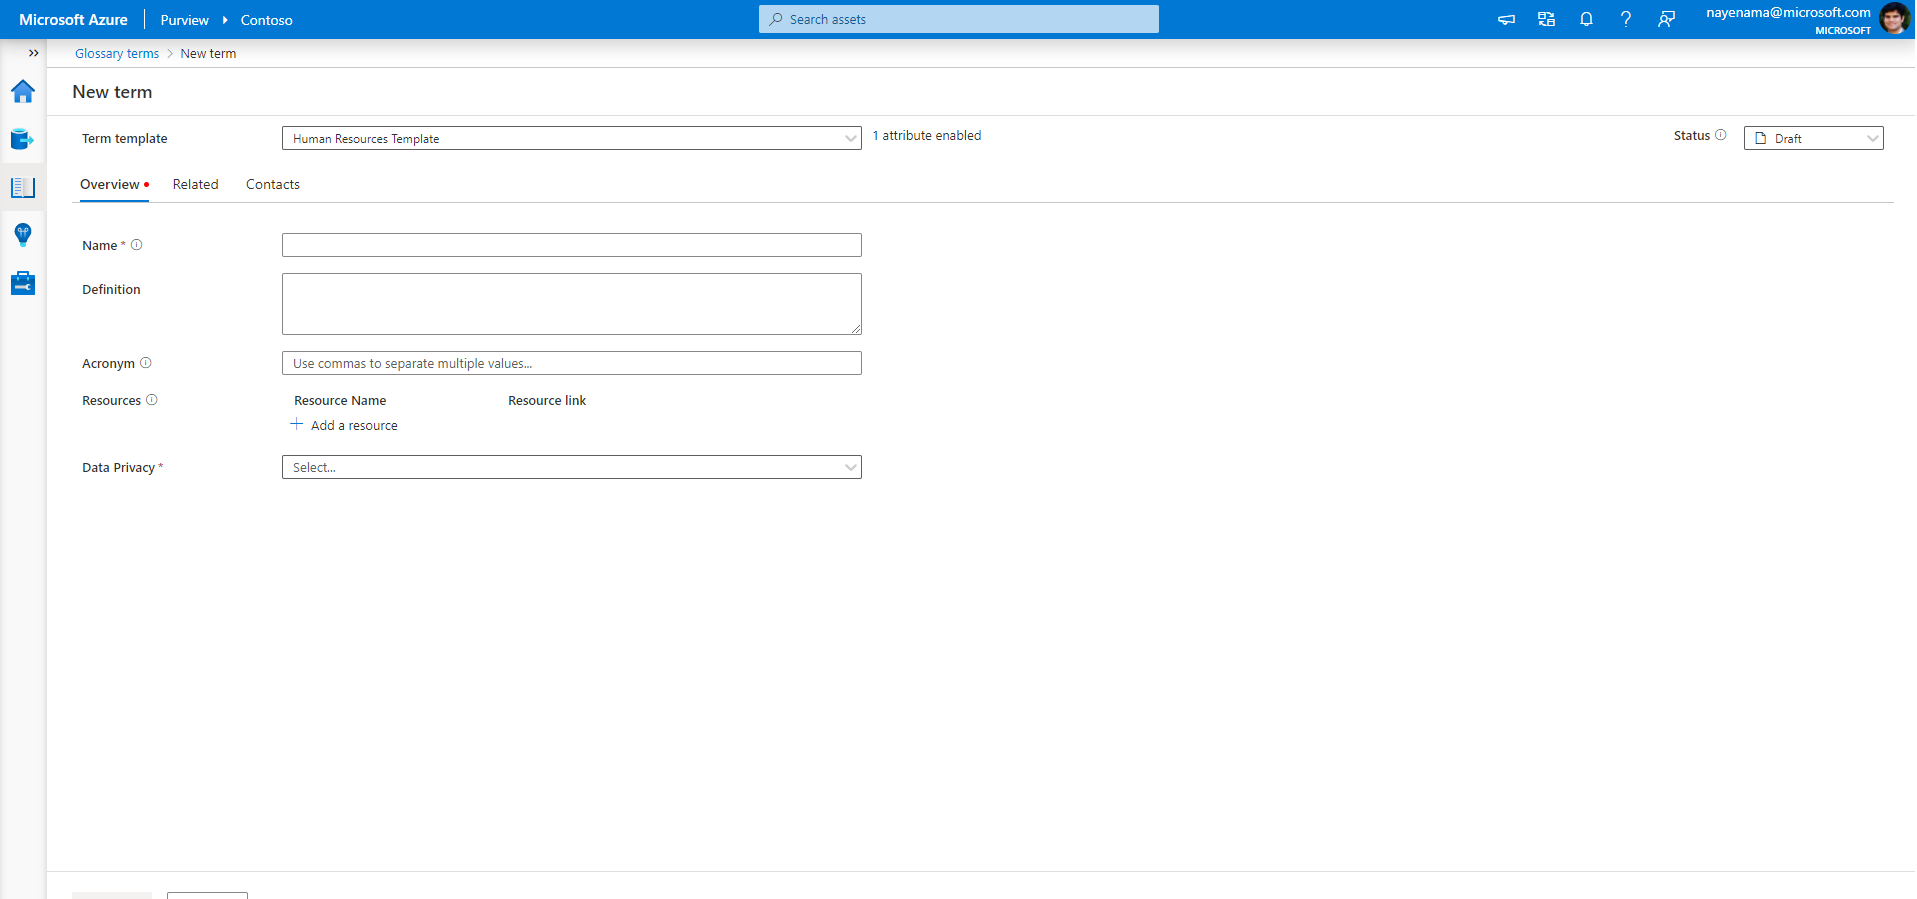 Microsoft Azure | Purview ▸ Contoso
Search assets
nayenama@microsoft.com
MICROSOFT
Glossary terms > New term
New term
Term template
Human Resources Template
1 attribute enabled
Status
Draft
Overview Related Contacts
Name *
Definition
Acronym
Use commas to separate multiple values...
Resources
Resource Name Resource link
Add a resource
Data Privacy *
Select...